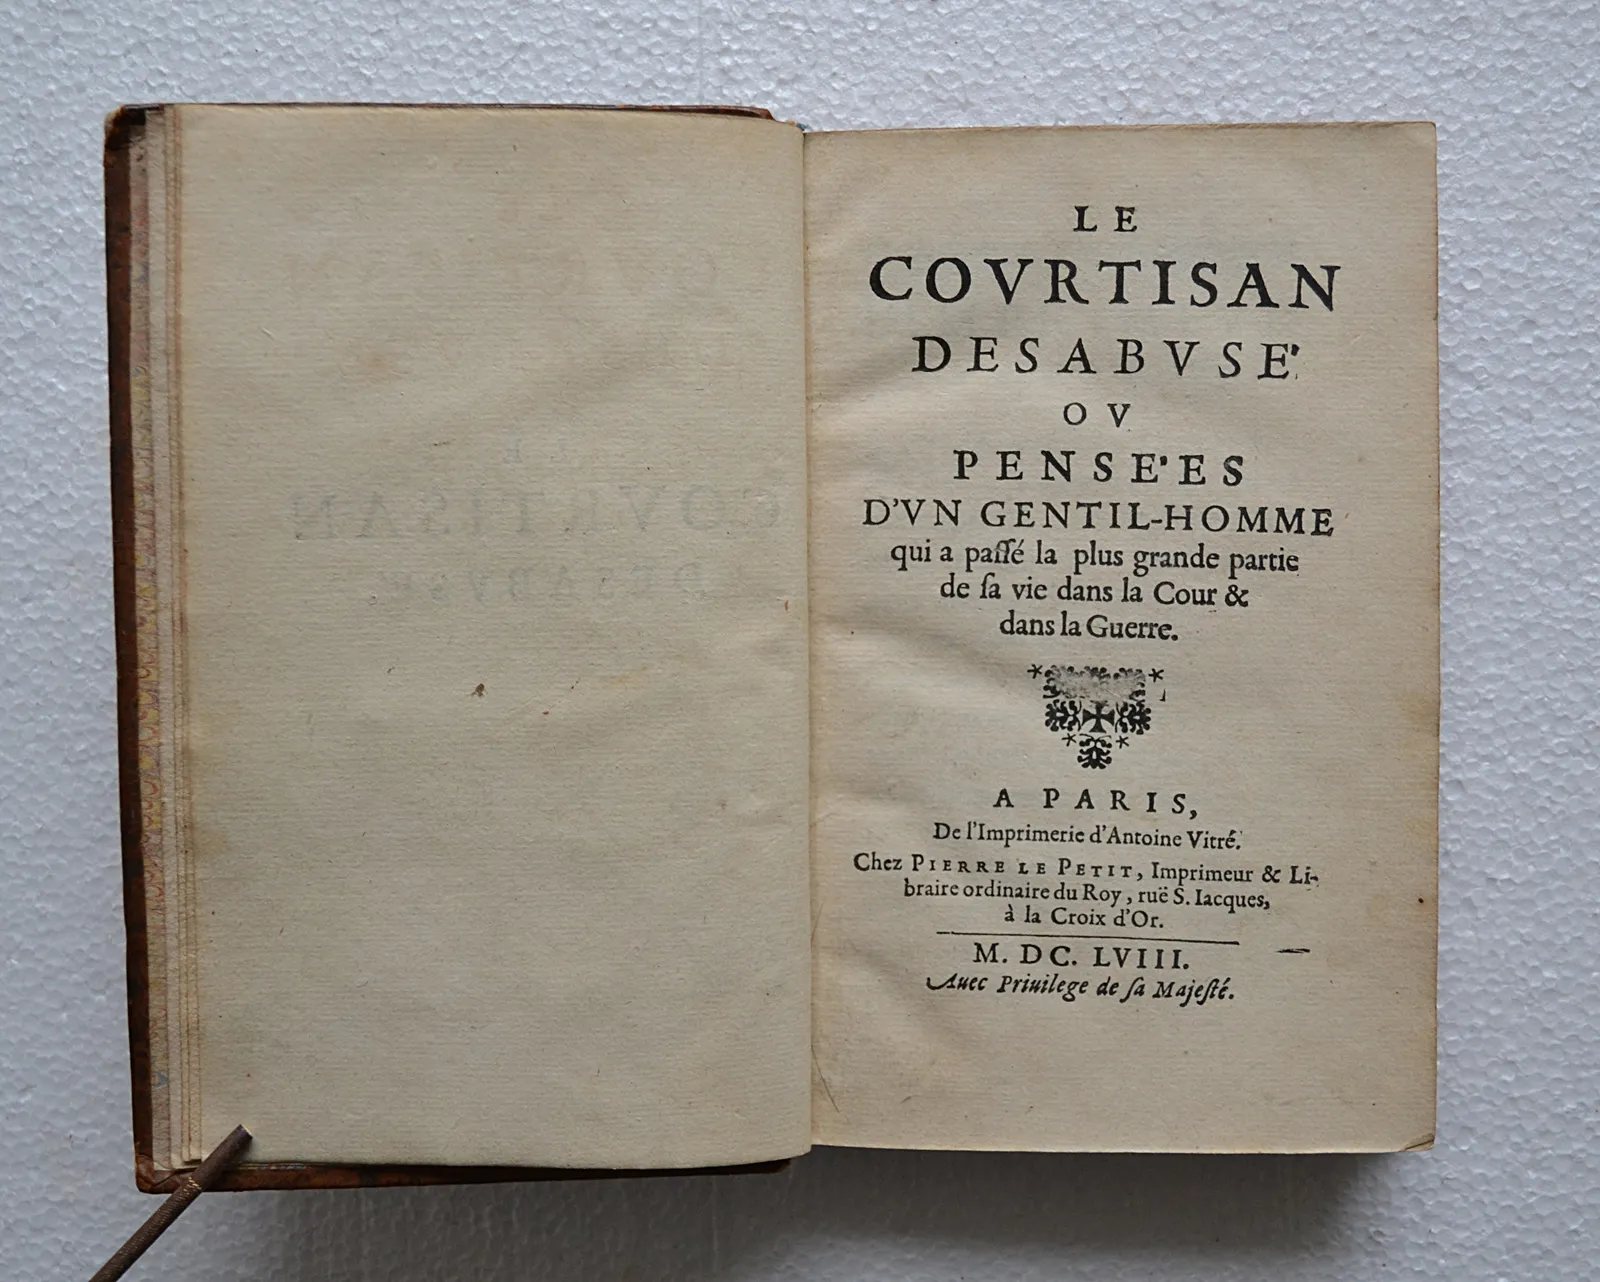 LE
COVRTISAN
DESABVSE'
OV
PENSE'ES
D'VN GENTIL-HOMME
qui a paſſé la plus grande partie
de ſa vie dans la Cour &
dans la Guerre.
A PARIS,
De l'Imprimerie d'Antoine Vitré.
Chez PIERRE LE PETIT, Imprimeur & Li-
braire ordinaire du Roy, ruë S. Iacques,
à la Croix d'Or.
M. DC. LVIII.
Auec Priuilege de ſa Majeſté.